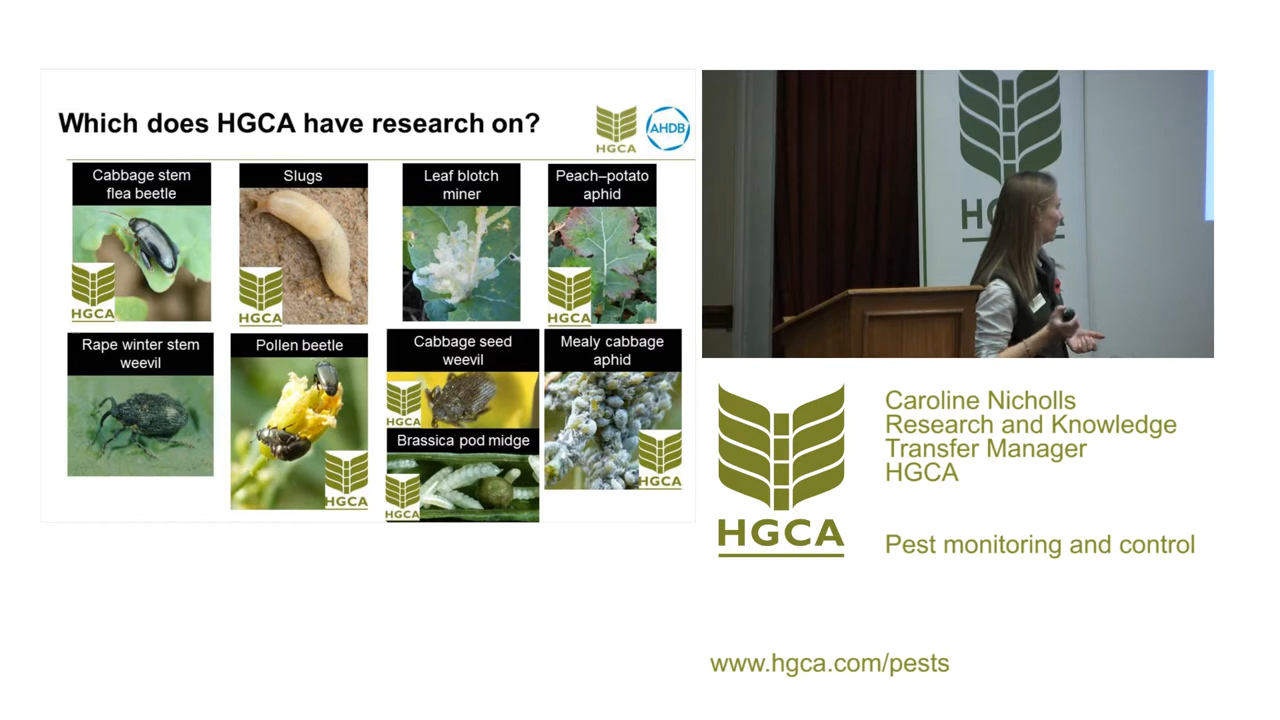 Which does HGCA have research on?
HGCA
AHDB
Cabbage stem
flea beetle
HGCA
Slugs
HGCA
Leaf blotch
miner
Peach–potato
aphid
HGCA
Rape winter stem
weevil
Pollen beetle
HGCA
Cabbage seed
weevil
HGCA
Brassica pod midge
HGCA
Mealy cabbage
aphid
HGCA
HGCA
Caroline Nicholls
Research and Knowledge
Transfer Manager
HGCA
Pest monitoring and control
www.hgca.com/pests